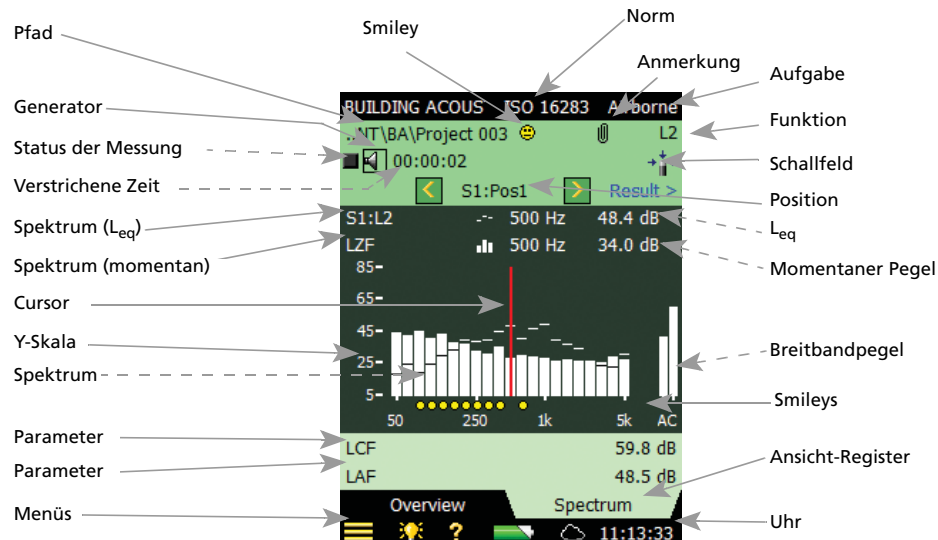 Norm
Smiley
Pfad
Anmerkung
Aufgabe
Generator
BUILDING ACOUS ISO 16283 Airborne
Funktion
..NT\BA\Project 003 L2
Status der Messung
00:00:02
Schallfeld
Verstrichene Zeit
< S1:Pos1 > Result >
Position
Spektrum (Leq)
S1:L2 500 Hz 48.4 dB
Leq
Spektrum (momentan)
LZF 500 Hz 34.0 dB
Momentaner Pegel
85-
Cursor
65-
Y-Skala
45-
Breitbandpegel
25-
Spektrum
5-
Smileys
50 250 1k 5k AC
Parameter
LCF 59.8 dB
Parameter
Ansicht-Register
LAF 48.5 dB
Menüs
Overview Spectrum
Uhr
? 11:13:33